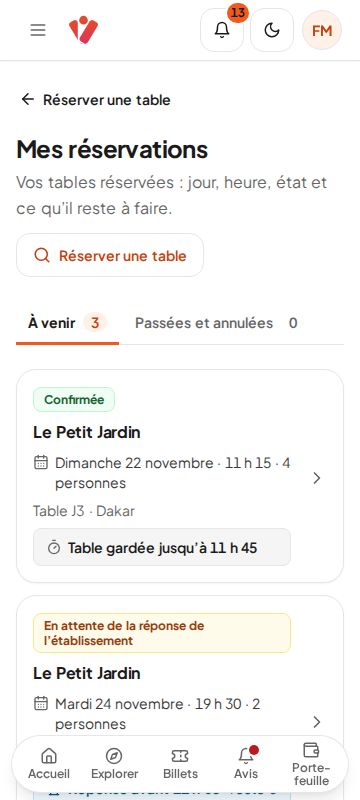 13
FM
Réserver une table
Mes réservations
Vos tables réservées : jour, heure, état et
ce qu'il reste à faire.
Réserver une table
À venir 3 Passées et annulées 0
Confirmée
Le Petit Jardin
Dimanche 22 novembre · 11 h 15 · 4
personnes
Table J3 · Dakar
Table gardée jusqu'à 11 h 45
En attente de la réponse de
l'établissement
Le Petit Jardin
Mardi 24 novembre · 19 h 30 · 2
personnes
Accueil Explorer Billets Avis Porte-
feuille